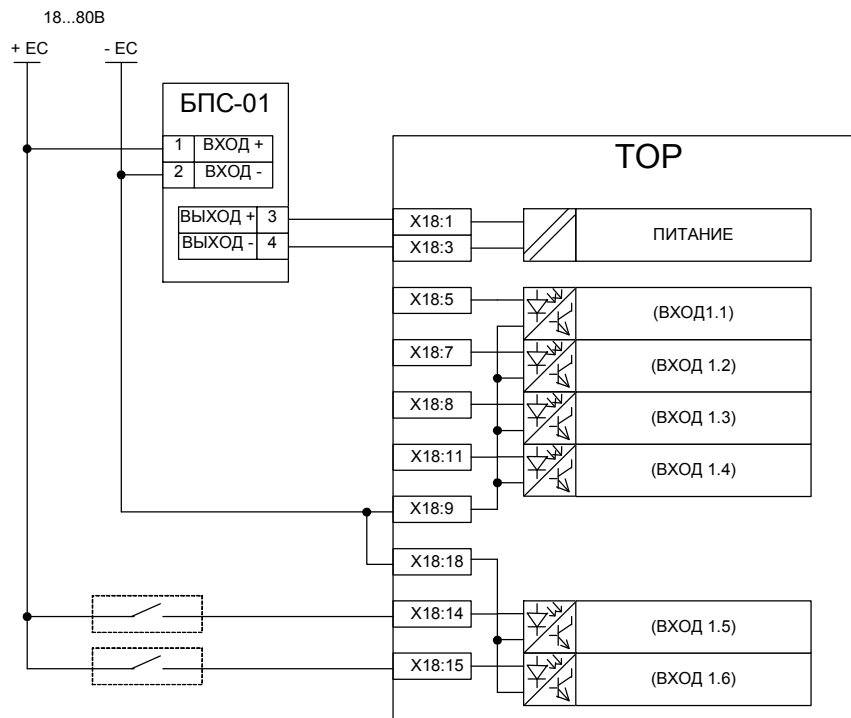 18...80В
+ EC
- EC
БПС-01
1 ВХОД +
2 ВХОД -
ВЫХОД + 3
ВЫХОД - 4
ТОР
X18:1
X18:3
ПИТАНИЕ
X18:5
(ВХОД1.1)
X18:7
(ВХОД 1.2)
X18:8
(ВХОД 1.3)
X18:11
(ВХОД 1.4)
X18:9
X18:18
X18:14
(ВХОД 1.5)
X18:15
(ВХОД 1.6)